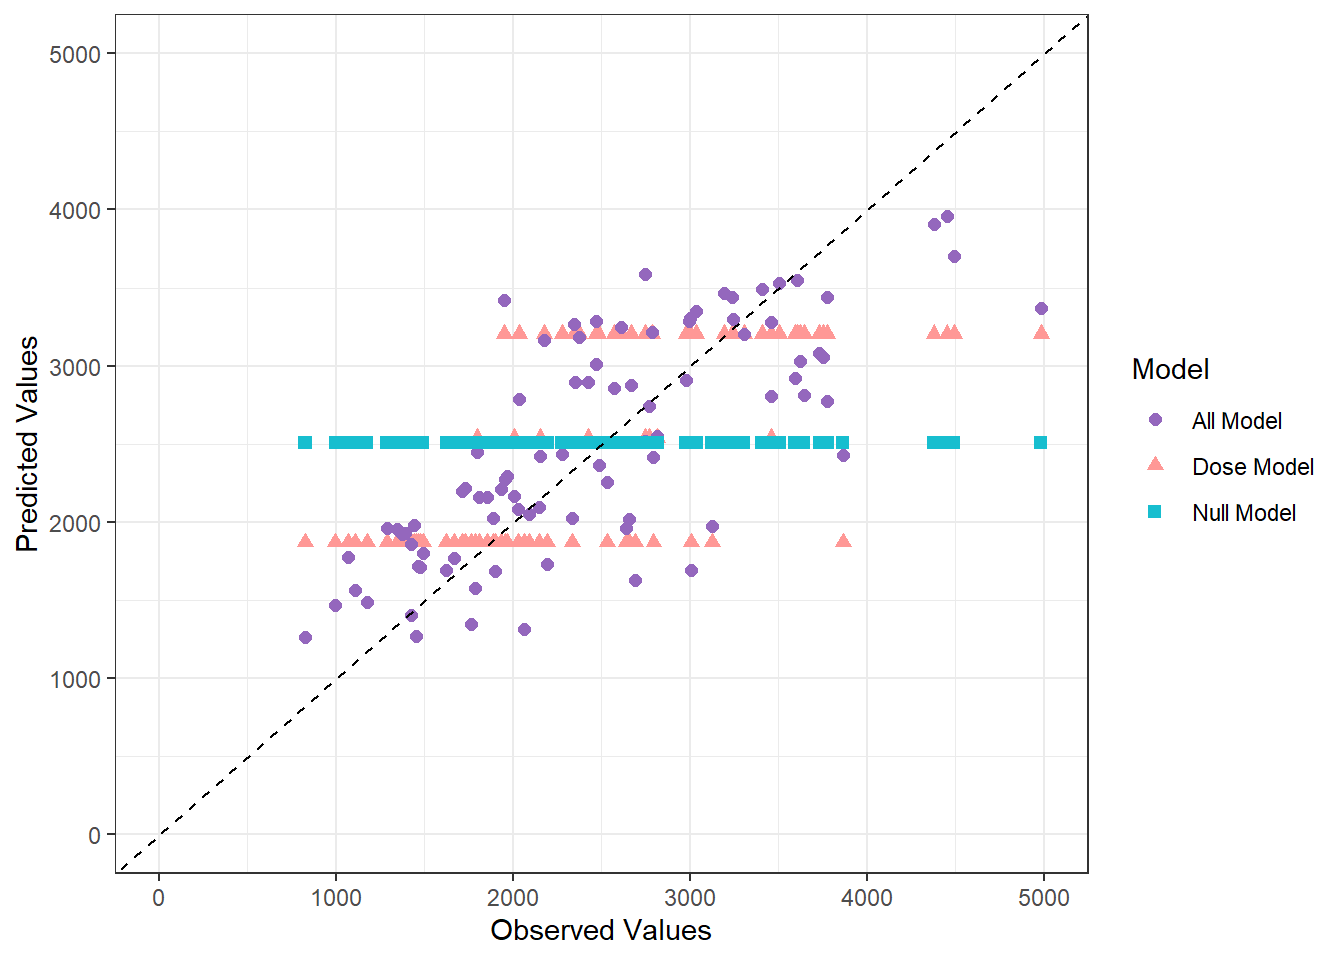 5000
4000
3000
2000
1000
0
Predicted Values
0 1000 2000 3000 4000 5000
Observed Values
Model
All Model
Dose Model
Null Model